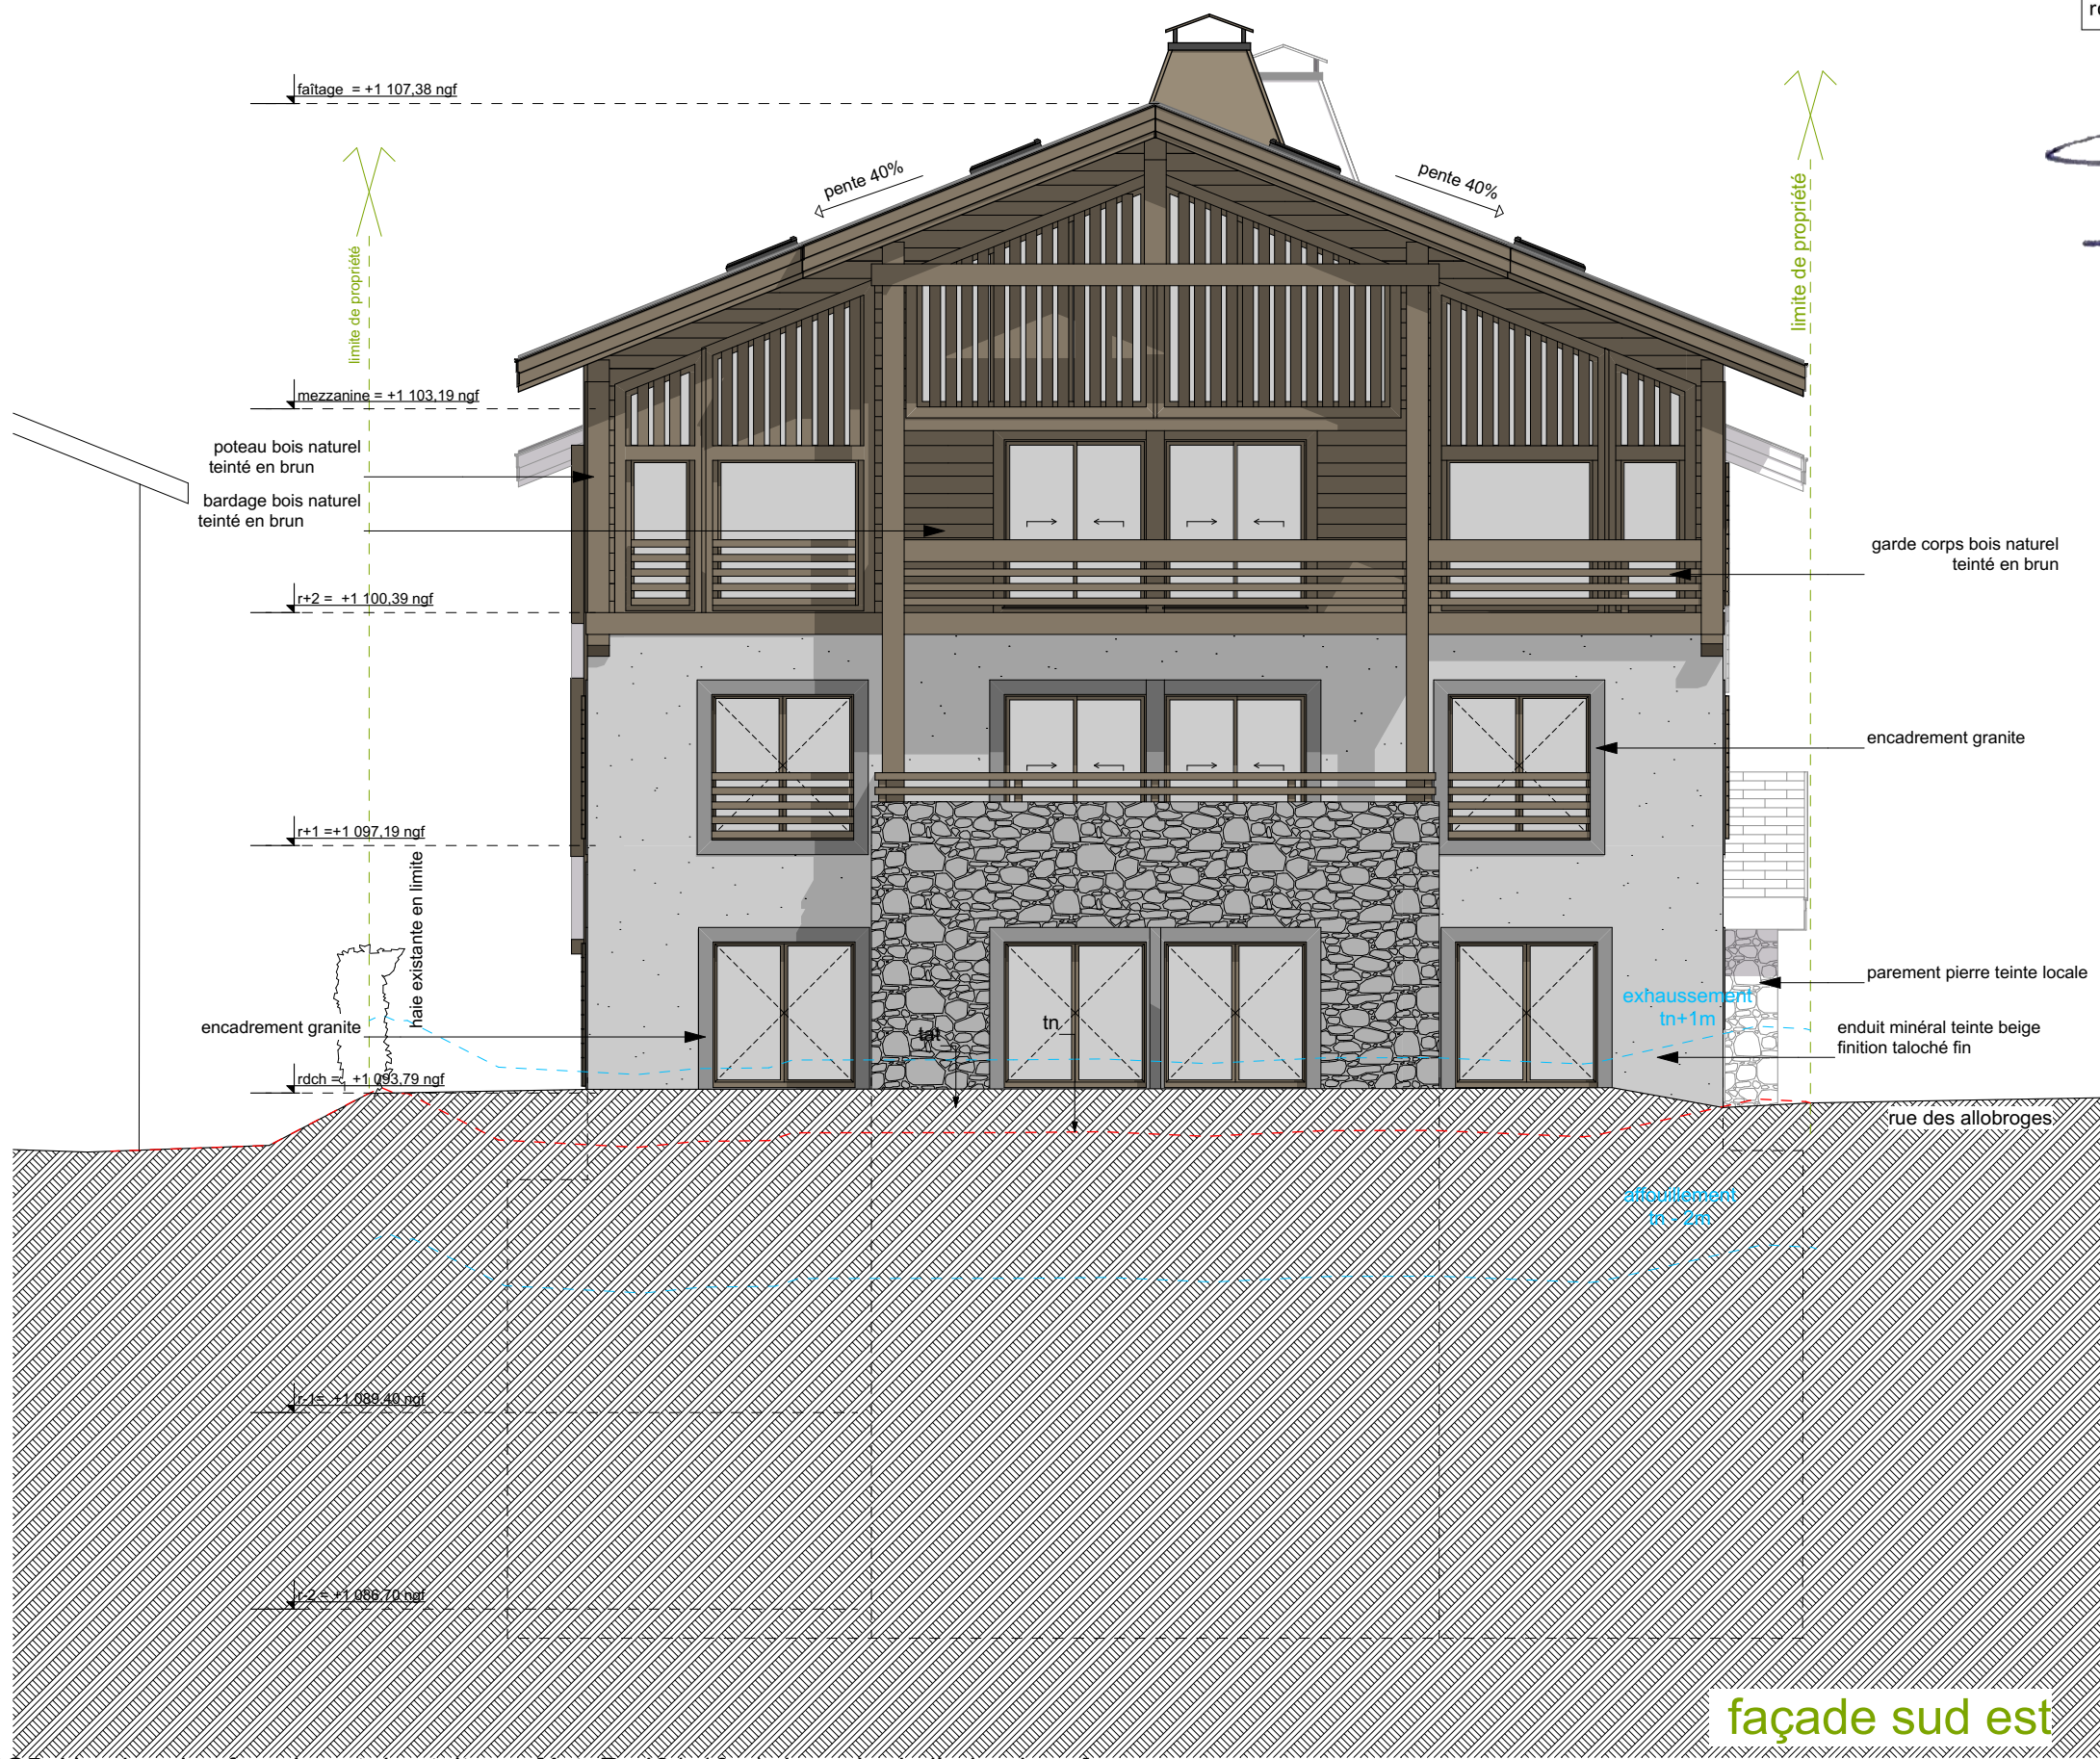 faîtage = +1 107,38 ngf
pente 40%
pente 40%
limite de propriété
limite de propriété
mezzanine = +1 103,19 ngf
poteau bois naturel
teinté en brun
bardage bois naturel
teinté en brun
garde corps bois naturel
teinté en brun
r+2 = +1 100,39 ngf
encadrement granite
r+1 =+1 097,19 ngf
haie existante en limite
parement pierre teinte locale
exhaussement
tn+1m
encadrement granite
tn
enduit minéral teinte beige
finition taloché fin
rdch = +1 093,79 ngf
rue des allobroges
affouillement
tn - 2m
r-1= +1 089,40 ngf
r-2 = +1 086,70 ngf
façade sud est